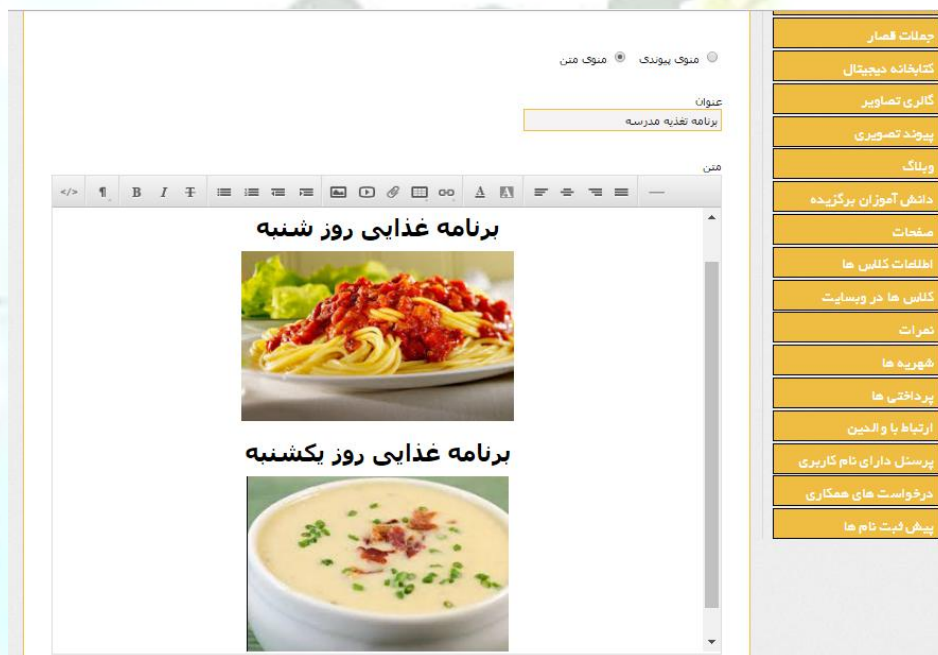 جملات قصار
کتابخانه دیجیتال
گالری تصاویر
پیوند تصویری
وبلاگ
دانش آموزان برگزیده
صفحات
اطلاعات کلاس ها
کلاس ها در وبسایت
نمرات
شهریه ها
پرداختی ها
ارتباط با والدین
پرسنل دارای نام کاربری
درخواست های همکاری
پیش ثبت نام ها
منوی پیوندی منوی متن
عنوان
برنامه تغذیه مدرسه
متن
برنامه غذایی روز شنبه
برنامه غذایی روز یکشنبه